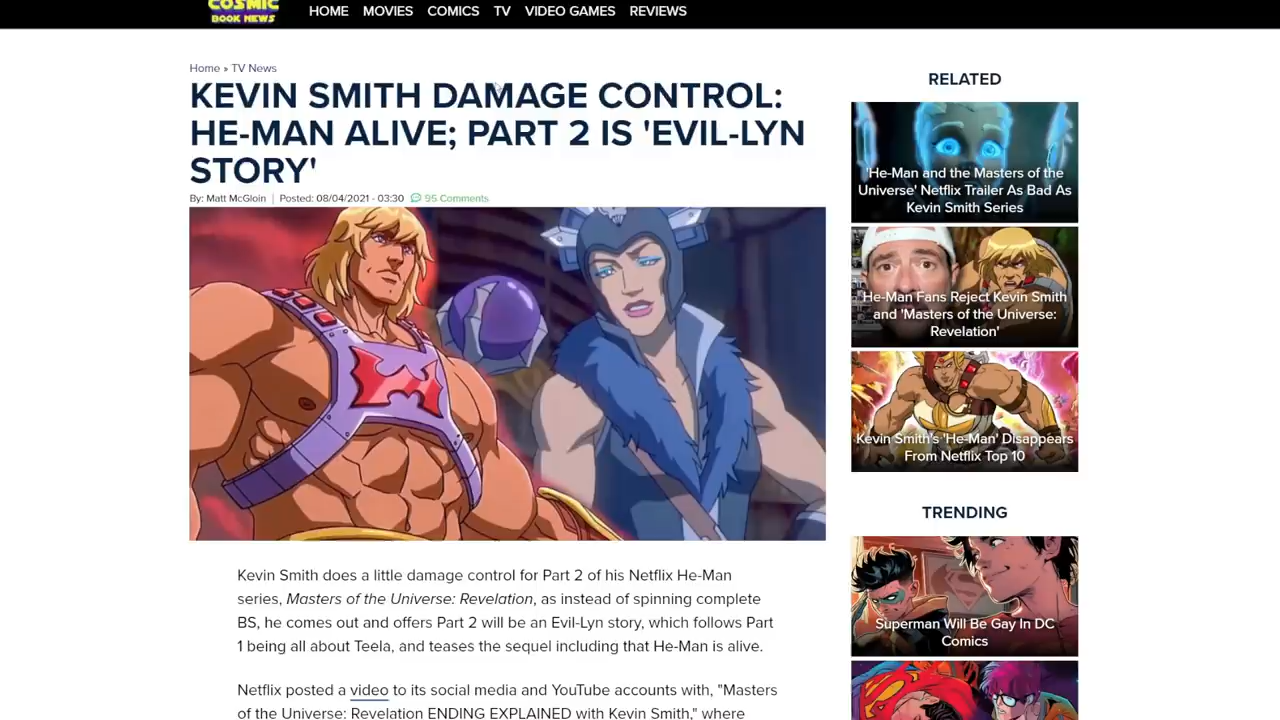 COSMIC
BOOK NEWS
HOME MOVIES COMICS TV VIDEO GAMES REVIEWS
Home » TV News
KEVIN SMITH DAMAGE CONTROL:
HE-MAN ALIVE; PART 2 IS 'EVIL-LYN
STORY'
By: Matt McGloin | Posted: 08/04/2021 - 03:30 95 Comments
Kevin Smith does a little damage control for Part 2 of his Netflix He-Man
series, Masters of the Universe: Revelation, as instead of spinning complete
BS, he comes out and offers Part 2 will be an Evil-Lyn story, which follows Part
1 being all about Teela, and teases the sequel including that He-Man is alive.
Netflix posted a video to its social media and YouTube accounts with, "Masters
of the Universe: Revelation ENDING EXPLAINED with Kevin Smith," where
RELATED
'He-Man and the Masters of the
Universe' Netflix Trailer As Bad As
Kevin Smith Series
He-Man Fans Reject Kevin Smith
and 'Masters of the Universe:
Revelation'
Kevin Smith's 'He-Man' Disappears
From Netflix Top 10
TRENDING
Superman Will Be Gay In DC
Comics